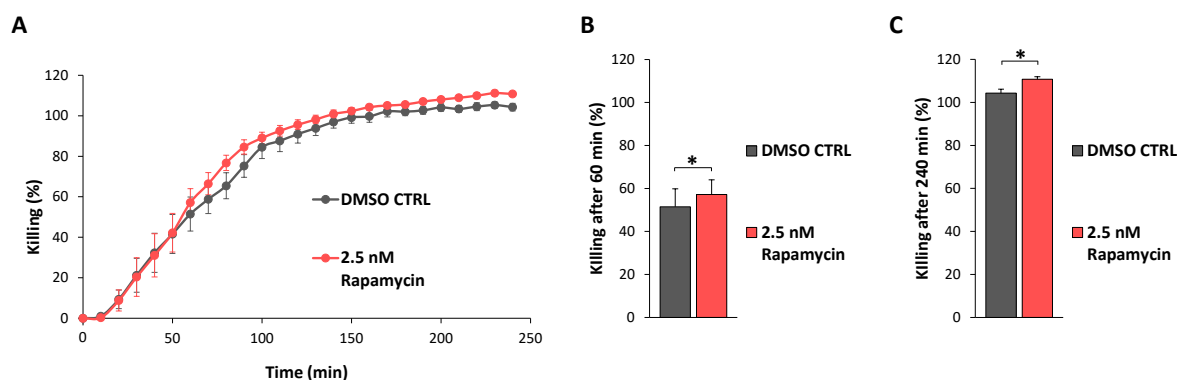 A
Killing (%)
120
100
80
60
40
20
0
0
50
100
150
200
250
Time (min)
DMSO CTRL
2.5 nM
Rapamycin
B
Killing after 60 min (%)
120
100
80
60
40
20
0
*
DMSO CTRL
2.5 nM
Rapamycin
C
Killing after 240 min (%)
120
100
80
60
40
20
0
*
DMSO CTRL
2.5 nM
Rapamycin